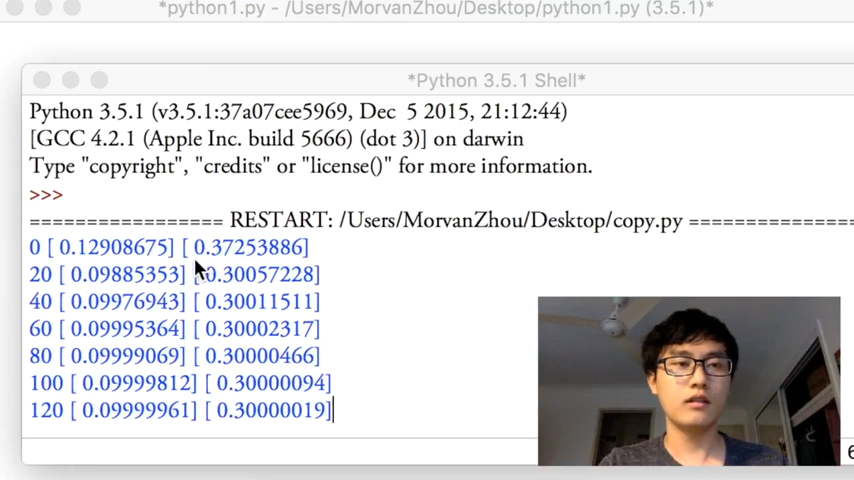 *python1.py - /Users/MorvanZhou/Desktop/python1.py (3.5.1)*
*Python 3.5.1 Shell*
Python 3.5.1 (v3.5.1:37a07cee5969, Dec  5 2015, 21:12:44)
[GCC 4.2.1 (Apple Inc. build 5666) (dot 3)] on darwin
Type "copyright", "credits" or "license()" for more information.
>>>
================= RESTART: /Users/MorvanZhou/Desktop/copy.py ===============
0 [ 0.12908675] [ 0.37253886]
20 [ 0.09885353] [ 0.30057228]
40 [ 0.09976943] [ 0.30011511]
60 [ 0.09995364] [ 0.30002317]
80 [ 0.09999069] [ 0.30000466]
100 [ 0.09999812] [ 0.30000094]
120 [ 0.09999961] [ 0.30000019]